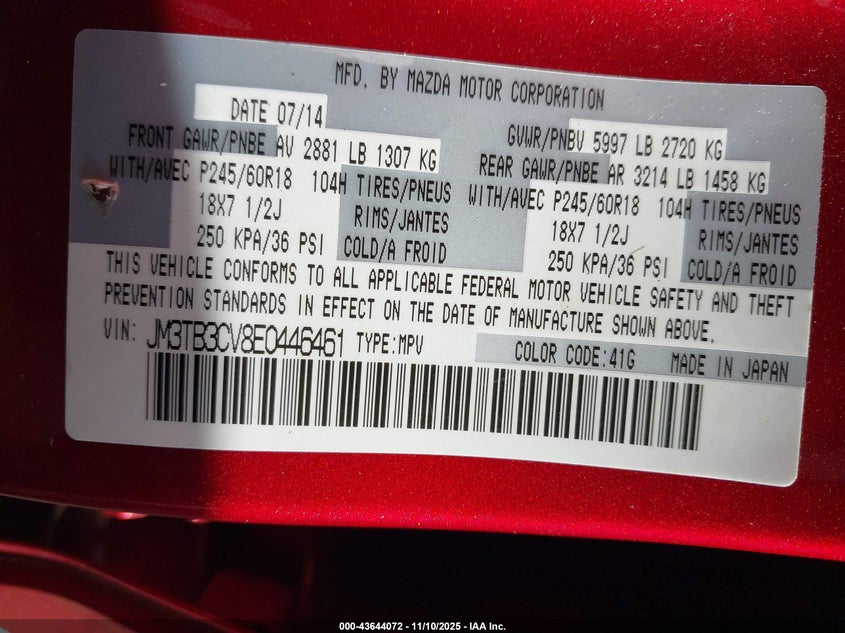 MFD. BY MAZDA MOTOR CORPORATION
DATE 07/14 GVWR/PNBV 5997 LB 2720 KG
FRONT GAWR/PNBE AV 2881 LB 1307 KG REAR GAWR/PNBE AR 3214 LB 1458 KG
WITH/AVEC P245/60R18 104H TIRES/PNEUS WITH/AVEC P245/60R18 104H TIRES/PNEUS
18X7 1/2J RIMS/JANTES 18X7 1/2J RIMS/JANTES
250 KPA/36 PSI COLD/A FROID 250 KPA/36 PSI COLD/A FROID
THIS VEHICLE CONFORMS TO ALL APPLICABLE FEDERAL MOTOR VEHICLE SAFETY AND THEFT
PREVENTION STANDARDS IN EFFECT ON THE DATE OF MANUFACTURE SHOWN ABOVE.
VIN: JM3TB3CV8E0446461 TYPE:MPV COLOR CODE:41G MADE IN JAPAN
000-43644072 - 11/10/2025 - IAA Inc.